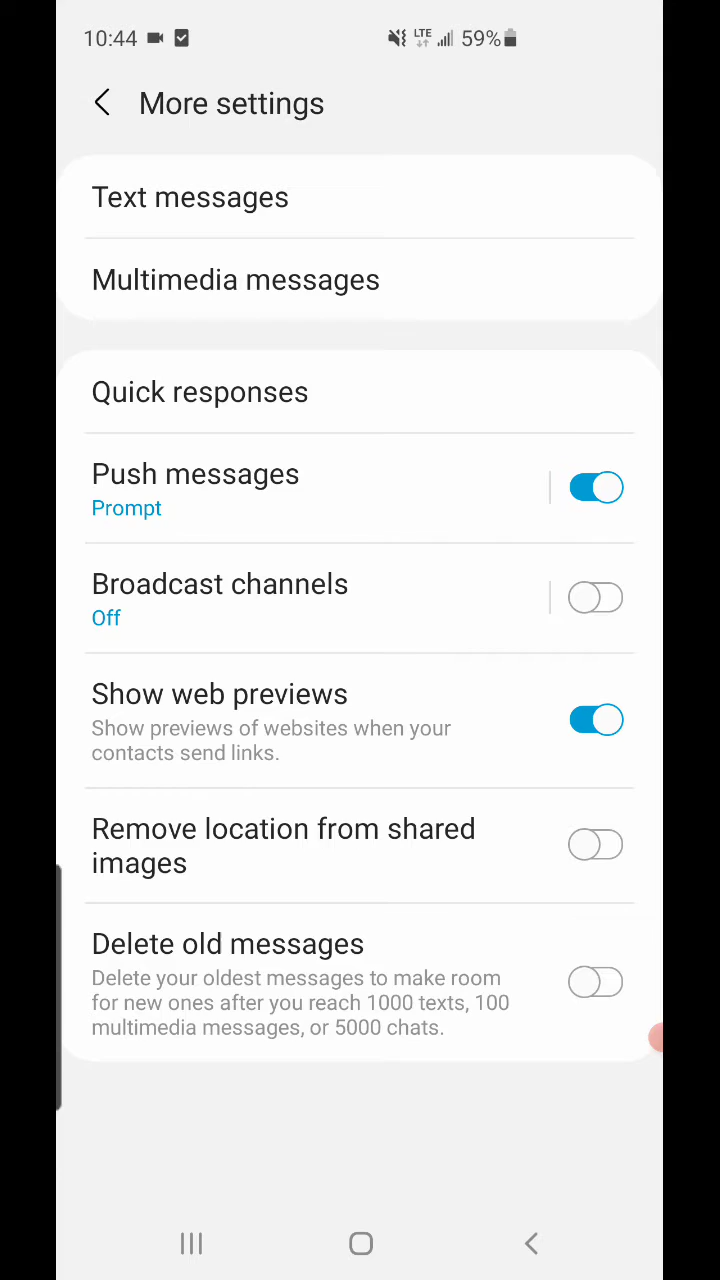 10:44 LTE 59%
More settings
Text messages
Multimedia messages
Quick responses
Push messages
Prompt
Broadcast channels
Off
Show web previews
Show previews of websites when your
contacts send links.
Remove location from shared
images
Delete old messages
Delete your oldest messages to make room
for new ones after you reach 1000 texts, 100
multimedia messages, or 5000 chats.